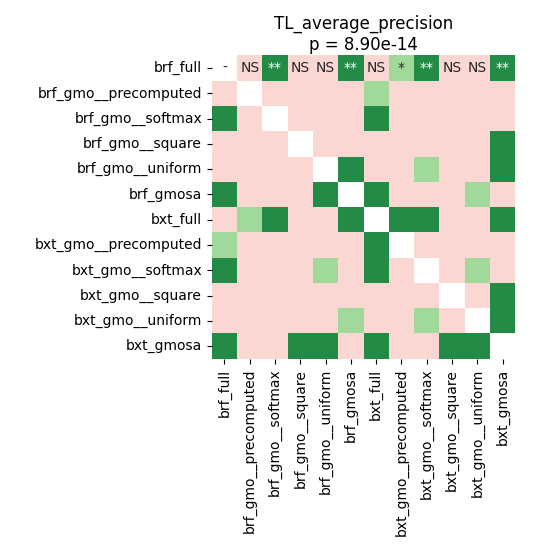 TL_average_precision
p = 8.90e-14
brf_full - NS ** NS NS ** NS * ** NS NS **
brf_gmo__precomputed
brf_gmo__softmax
brf_gmo__square
brf_gmo__uniform
brf_gmosa
bxt_full
bxt_gmo__precomputed
bxt_gmo__softmax
bxt_gmo__square
bxt_gmo__uniform
bxt_gmosa
brf_full
brf_gmo__precomputed
brf_gmo__softmax
brf_gmo__square
brf_gmo__uniform
brf_gmosa
bxt_full
bxt_gmo__precomputed
bxt_gmo__softmax
bxt_gmo__square
bxt_gmo__uniform
bxt_gmosa